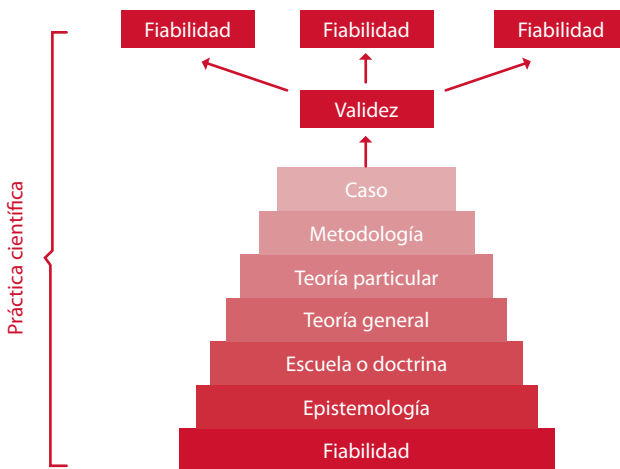 Fiabilidad
Fiabilidad
Fiabilidad
Validez
Caso
Metodología
Teoría particular
Teoría general
Escuela o doctrina
Epistemología
Fiabilidad
Práctica científica